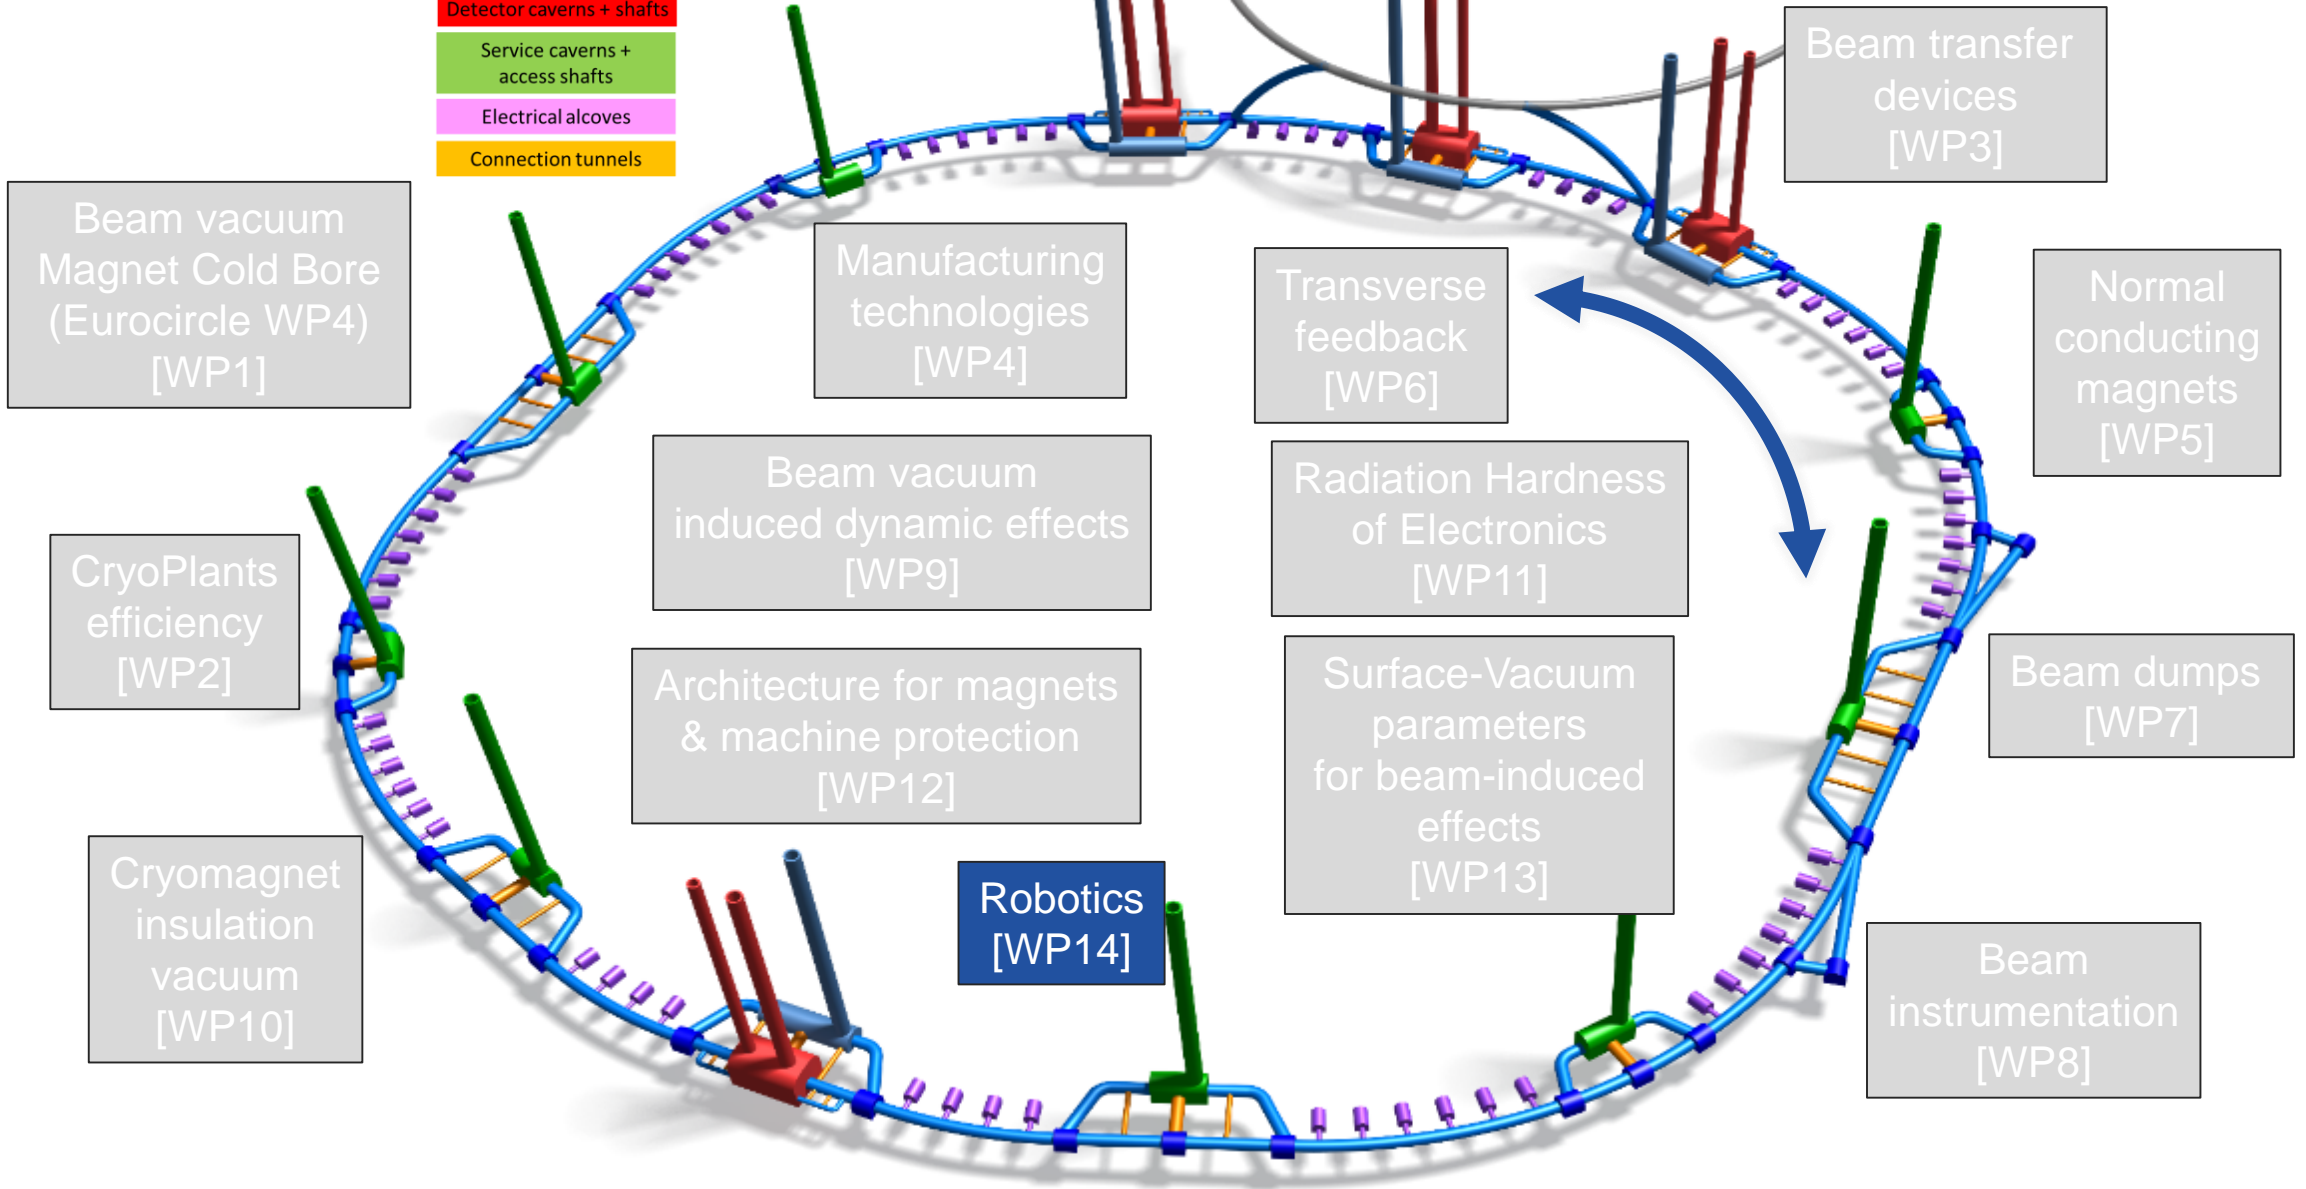 Detector caverns + shafts
Service caverns +
access shafts
Electrical alcoves
Connection tunnels
Beam transfer
devices
[WP3]
Beam vacuum
Magnet Cold Bore
(Eurocircle WP4)
[WP1]
Manufacturing
technologies
[WP4]
Transverse
feedback
[WP6]
Normal
conducting
magnets
[WP5]
Beam vacuum
induced dynamic effects
[WP9]
Radiation Hardness
of Electronics
[WP11]
CryoPlants
efficiency
[WP2]
Architecture for magnets
& machine protection
[WP12]
Surface-Vacuum
parameters
for beam-induced
effects
[WP13]
Beam dumps
[WP7]
Cryomagnet
insulation
vacuum
[WP10]
Robotics
[WP14]
Beam
instrumentation
[WP8]